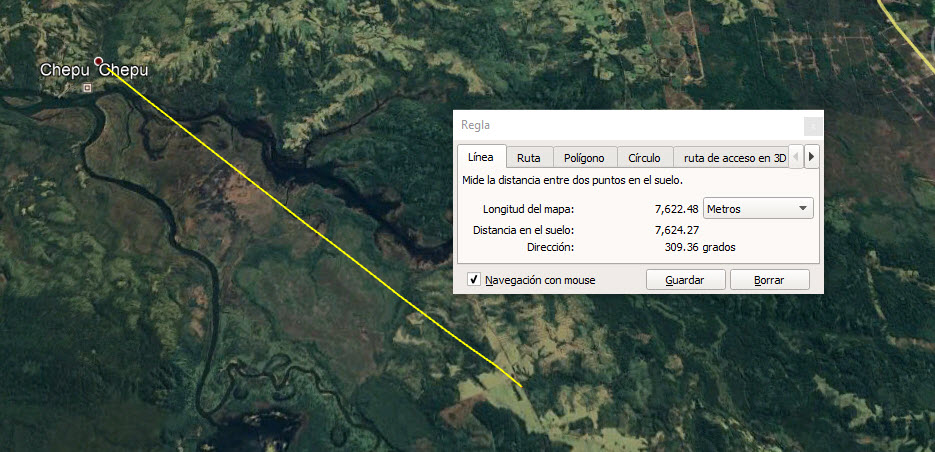 Chepu Chepu
Regla
Línea Ruta Polígono Círculo ruta de acceso en 3D
Mide la distancia entre dos puntos en el suelo.
Longitud del mapa: 7,622.48 Metros
Distancia en el suelo: 7,624.27
Dirección: 309.36 grados
Navegación con mouse Guardar Borrar